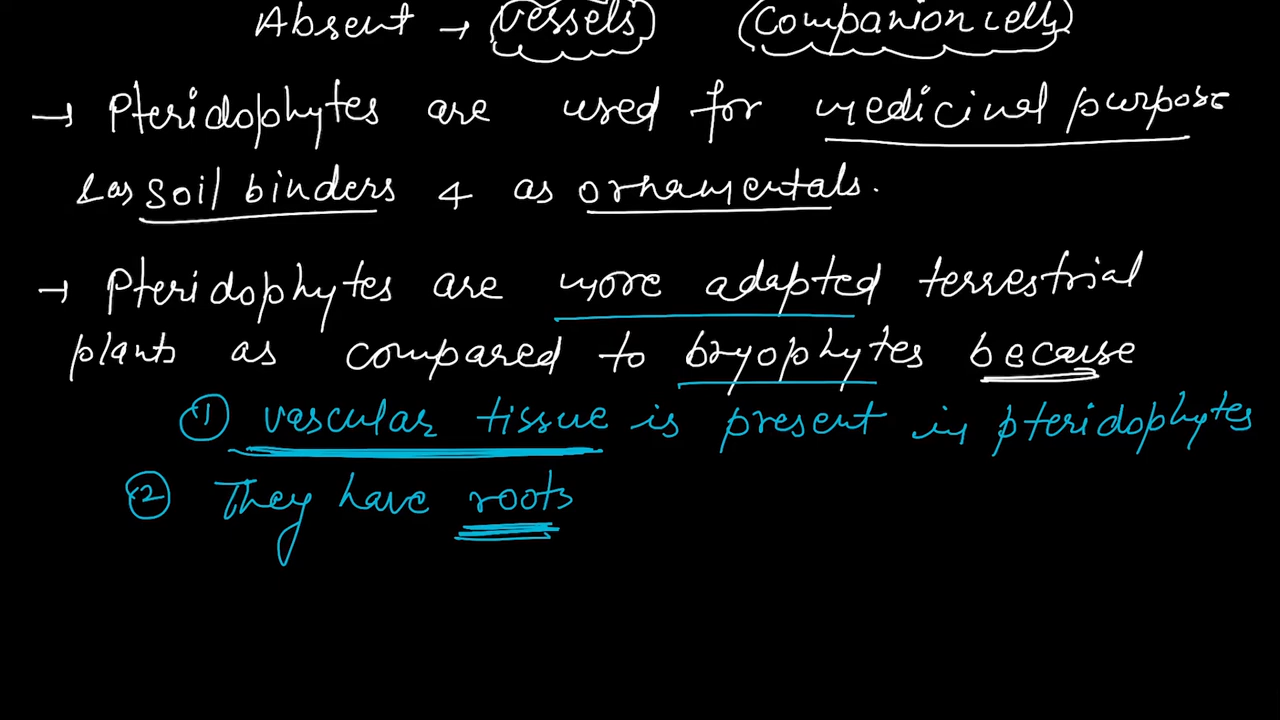 Absent → vessels companion cells
→ Pteridophytes are used for medicinal purpose
& as soil binders & as ornamentals.
→ Pteridophytes are more adapted terrestrial
plants as compared to bryophytes because
① vascular tissue is present in pteridophytes
② They have roots